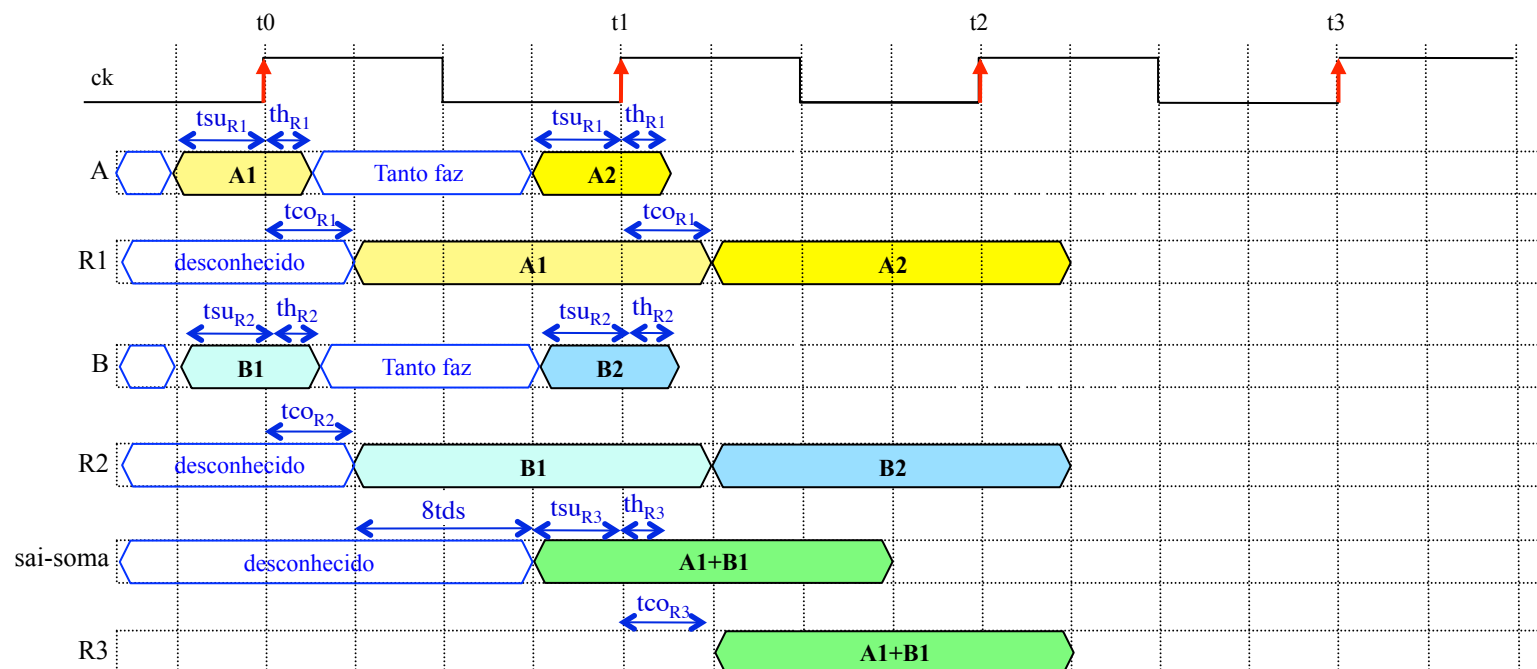 t0 t1 t2 t3
ck
tsuR1 thR1 tsuR1 thR1
A A1 Tanto faz A2
tcoR1 tcoR1
R1 desconhecido A1 A2
tsuR2 thR2 tsuR2 thR2
B B1 Tanto faz B2
tcoR2
R2 desconhecido B1 B2
8tds tsuR3 thR3
sai-soma desconhecido A1+B1
tcoR3
R3 A1+B1